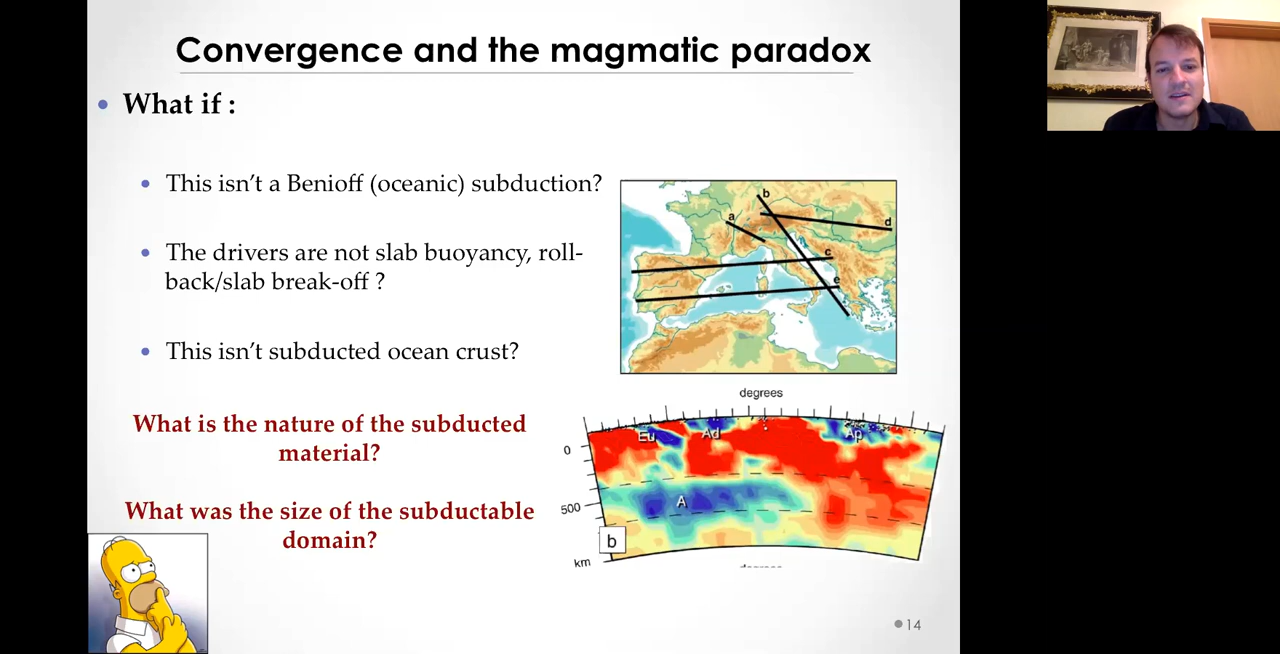 Convergence and the magmatic paradox
• What if :
• This isn't a Benioff (oceanic) subduction?
• The drivers are not slab buoyancy, roll-
back/slab break-off ?
• This isn't subducted ocean crust?
What is the nature of the subducted
material?
What was the size of the subductable
domain?
b
a
d
c
e
degrees
Eu
Ad
Ap
0
A
500
b
km
14